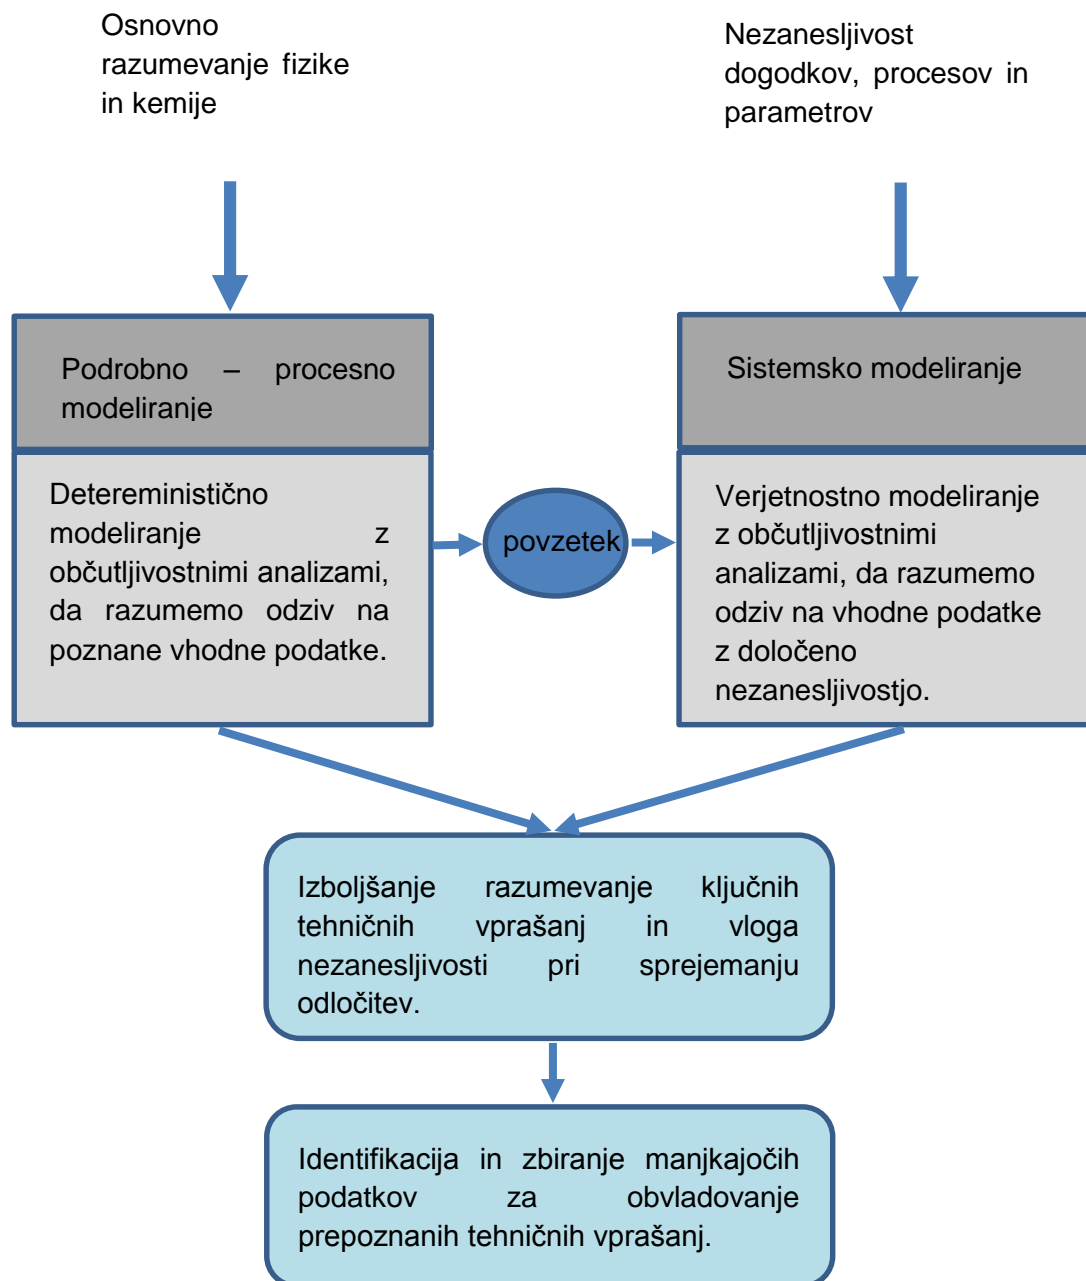 Osnovno
razumevanje fizike
in kemije
Nezanesljivost
dogodkov, procesov in
parametrov
Podrobno – procesno
modeliranje
Sistemsko modeliranje
Detereministično
modeliranje z
občutljivostnimi analizami,
da razumemo odziv na
poznane vhodne podatke.
povzetek
Verjetnostno modeliranje
z občutljivostnimi
analizami, da razumemo
odziv na vhodne podatke
z določeno
nezanesljivostjo.
Izboljšanje razumevanje ključnih
tehničnih vprašanj in vloga
nezanesljivosti pri sprejemanju
odločitev.
Identifikacija in zbiranje manjkajočih
podatkov za obvladovanje
prepoznanih tehničnih vprašanj.